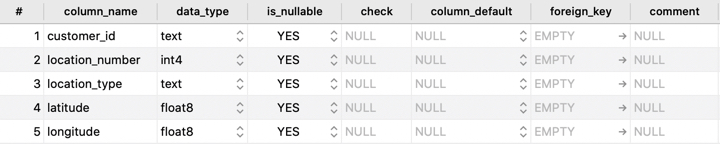 # column_name data_type is_nullable check column_default foreign_key comment
1 customer_id text YES NULL NULL EMPTY → NULL
2 location_number int4 YES NULL NULL EMPTY → NULL
3 location_type text YES NULL NULL EMPTY → NULL
4 latitude float8 YES NULL NULL EMPTY → NULL
5 longitude float8 YES NULL NULL EMPTY → NULL